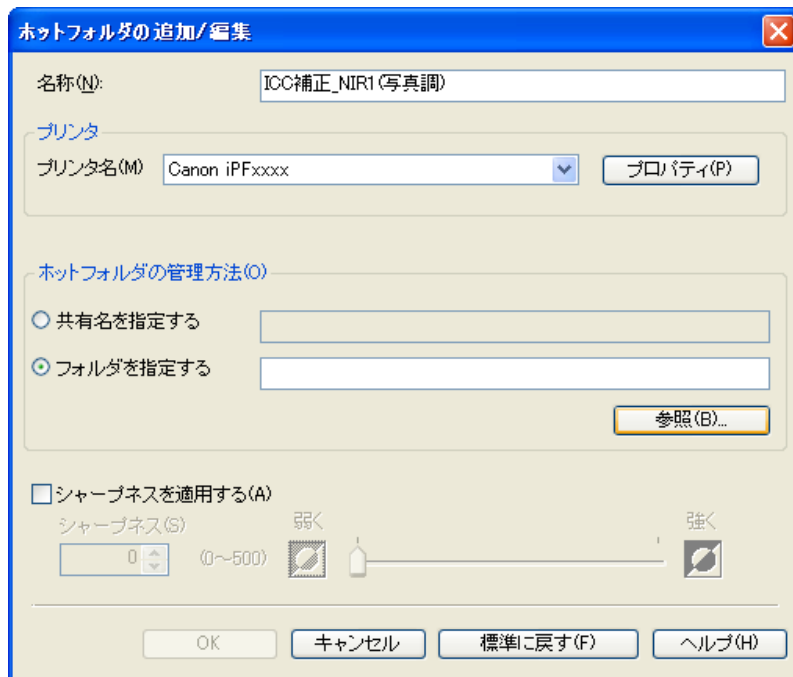 ホットフォルダの追加/編集
名称(N): ICC補正_NIR1(写真調)
プリンタ
プリンタ名(M) Canon iPFxxxx プロパティ(P)
ホットフォルダの管理方法(O)
共有名を指定する
フォルダを指定する
参照(B)...
シャープネスを適用する(A)
シャープネス(S) 弱く 強く
0 (0～500)
OK キャンセル 標準に戻す(F) ヘルプ(H)